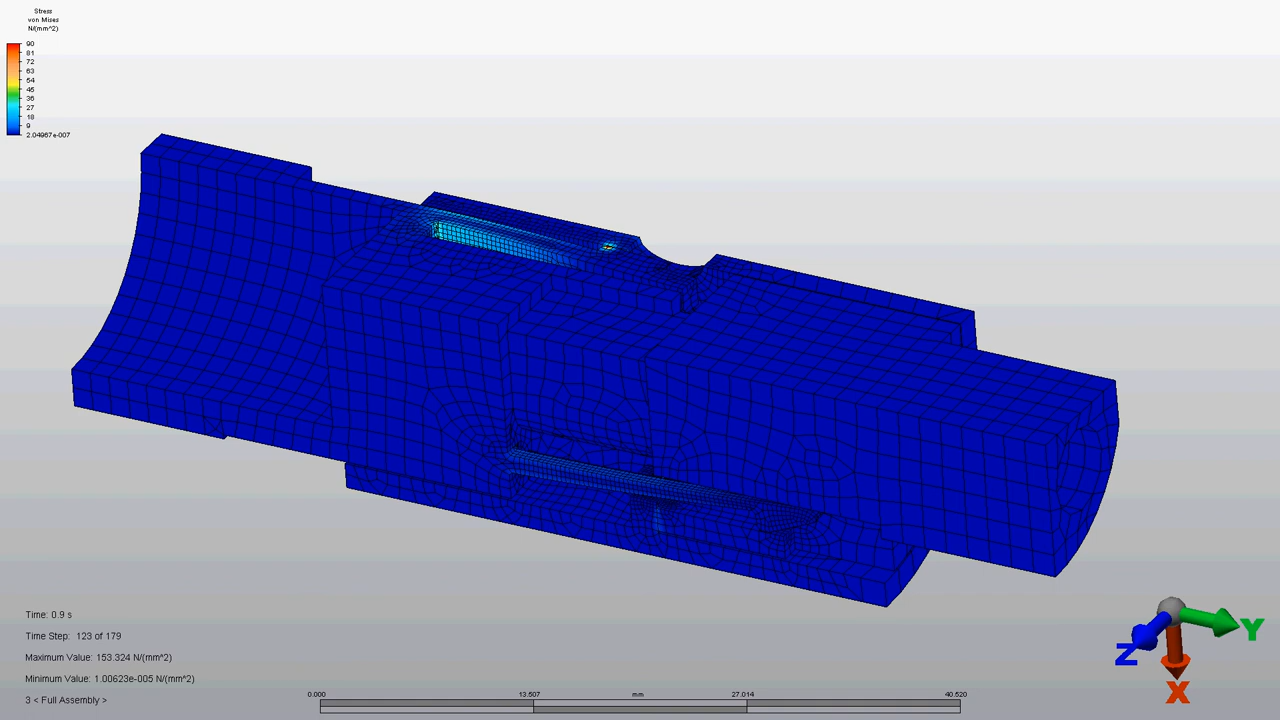 Stress
von Mises
N/(mm^2)
90
81
72
63
54
45
36
27
18
9
2.04967e-007
Time: 0.9 s
Time Step: 123 of 179
Maximum Value: 153.324 N/(mm^2)
Minimum Value: 1.00623e-005 N/(mm^2)
3 < Full Assembly >
0.000 13.507 mm 27.014 40.520
Y
Z
X